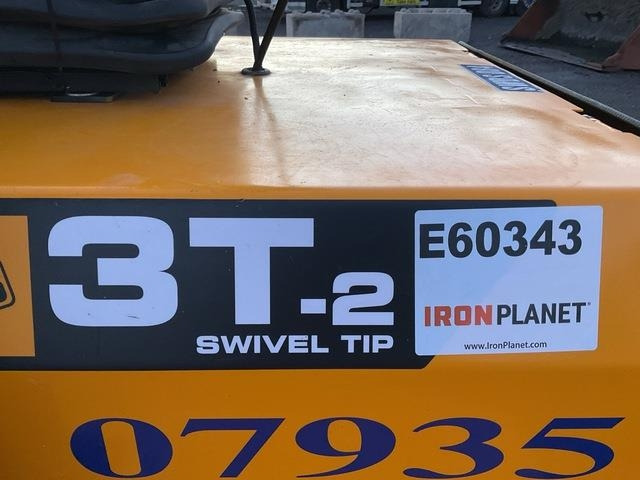 3T-2
SWIVEL TIP
E60343
IRONPLANET®
www.IronPlanet.com
07935